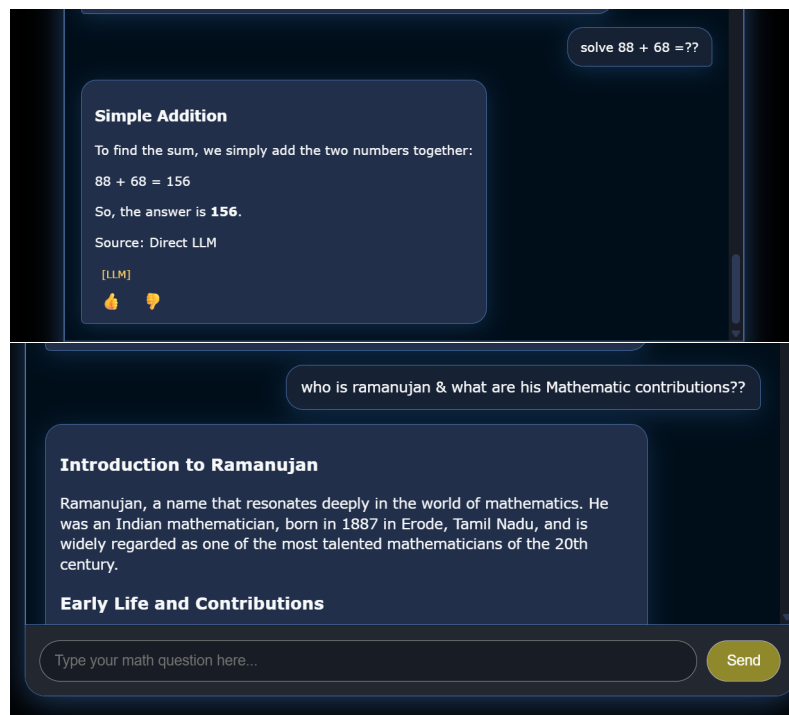 solve 88 + 68 =??
Simple Addition
To find the sum, we simply add the two numbers together:
88 + 68 = 156
So, the answer is 156.
Source: Direct LLM
[LLM]
who is ramanujan & what are his Mathematic contributions??
Introduction to Ramanujan
Ramanujan, a name that resonates deeply in the world of mathematics. He
was an Indian mathematician, born in 1887 in Erode, Tamil Nadu, and is
widely regarded as one of the most talented mathematicians of the 20th
century.
Early Life and Contributions
Type your math question here...
Send